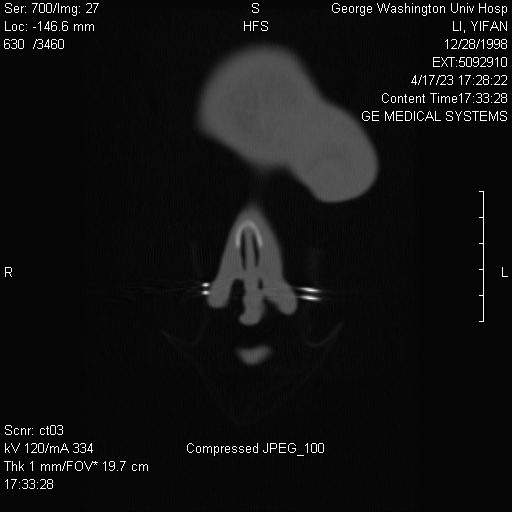 Ser: 700/Img: 27
Loc: -146.6 mm
630 /3460
S
HFS
George Washington Univ Hosp
LI, YIFAN
12/28/1998
EXT:5092910
4/17/23 17:28:22
Content Time17:33:28
GE MEDICAL SYSTEMS
R
L
Scnr: ct03
kV 120/mA 334
Thk 1 mm/FOV* 19.7 cm
17:33:28
Compressed JPEG_100